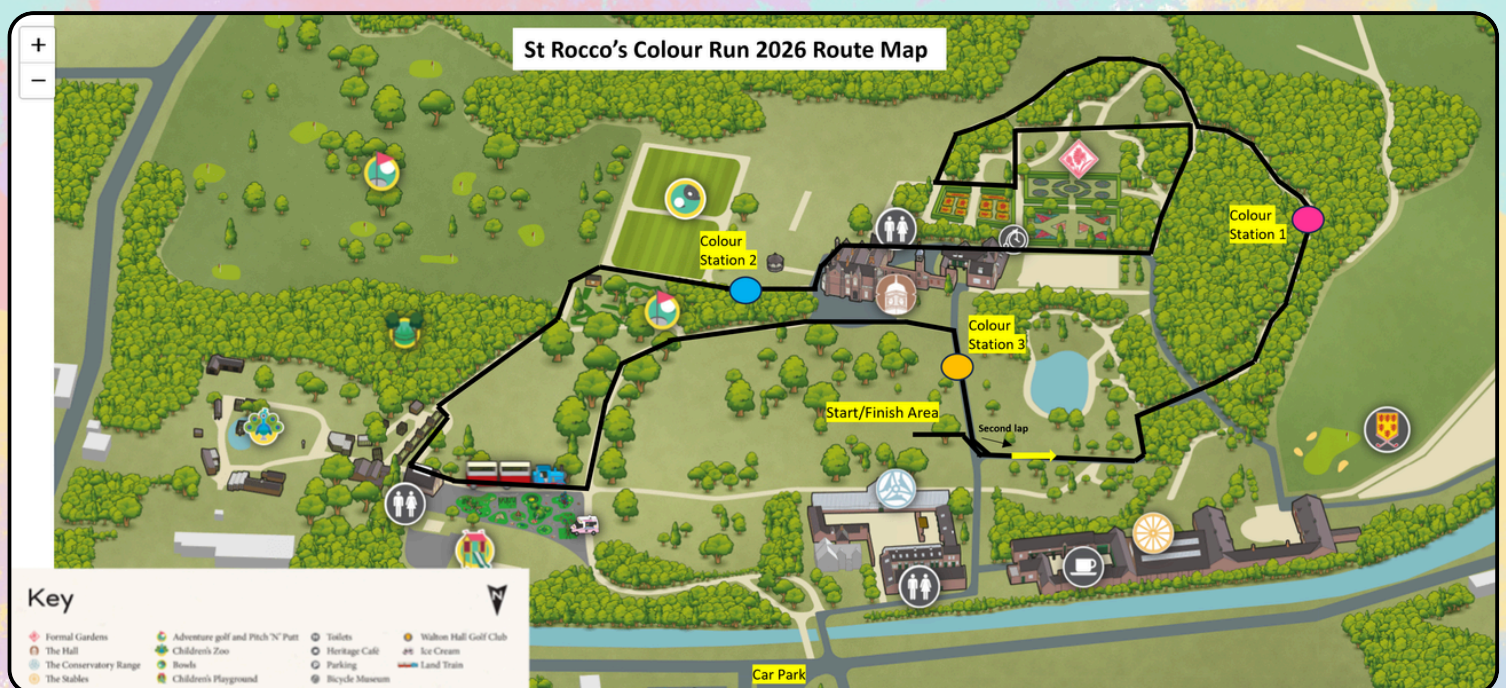 +
−
St Rocco's Colour Run 2026 Route Map
Colour
Station 1
Colour
Station 2
Colour
Station 3
Start/Finish Area
Second lap
Key
N
Formal Gardens
The Hall
The Conservatory Range
The Stables
Adventure golf and Pitch 'N' Putt
Children's Zoo
Bowls
Children's Playground
Toilets
Heritage Café
Parking
Bicycle Museum
Walton Hall Golf Club
Ice Cream
Land Train
Car Park